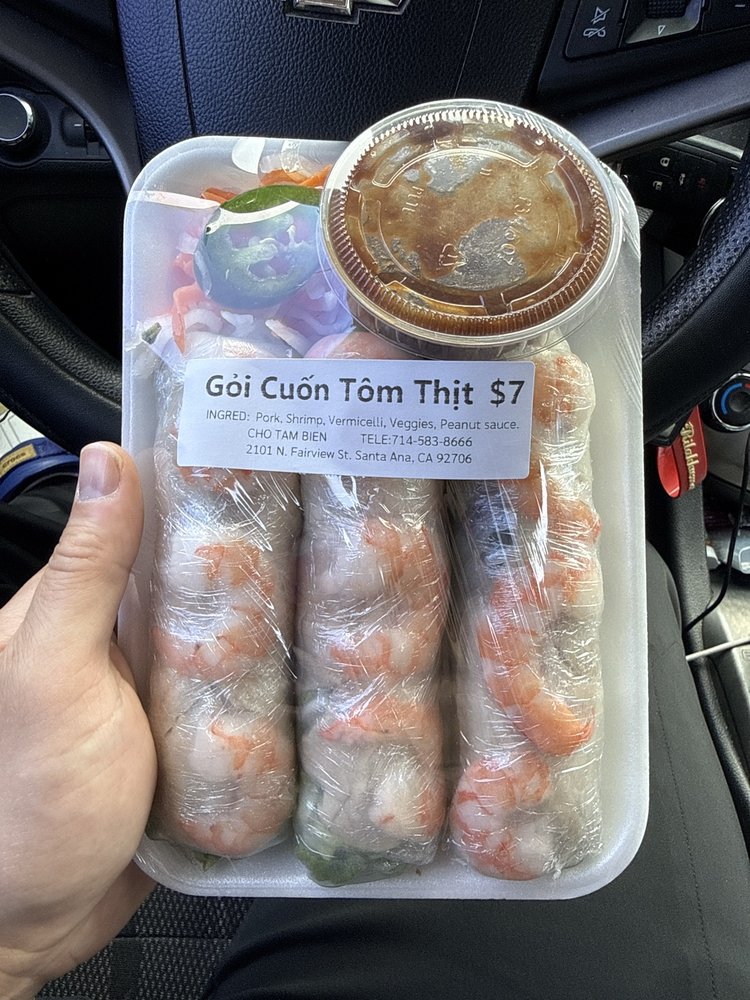 Gỏi Cuốn Tôm Thịt $7
INGRED: Pork, Shrimp, Vermicelli, Veggies, Peanut sauce.
CHO TAM BIEN TELE:714-583-8666
2101 N. Fairview St. Santa Ana, CA 92706
crocs